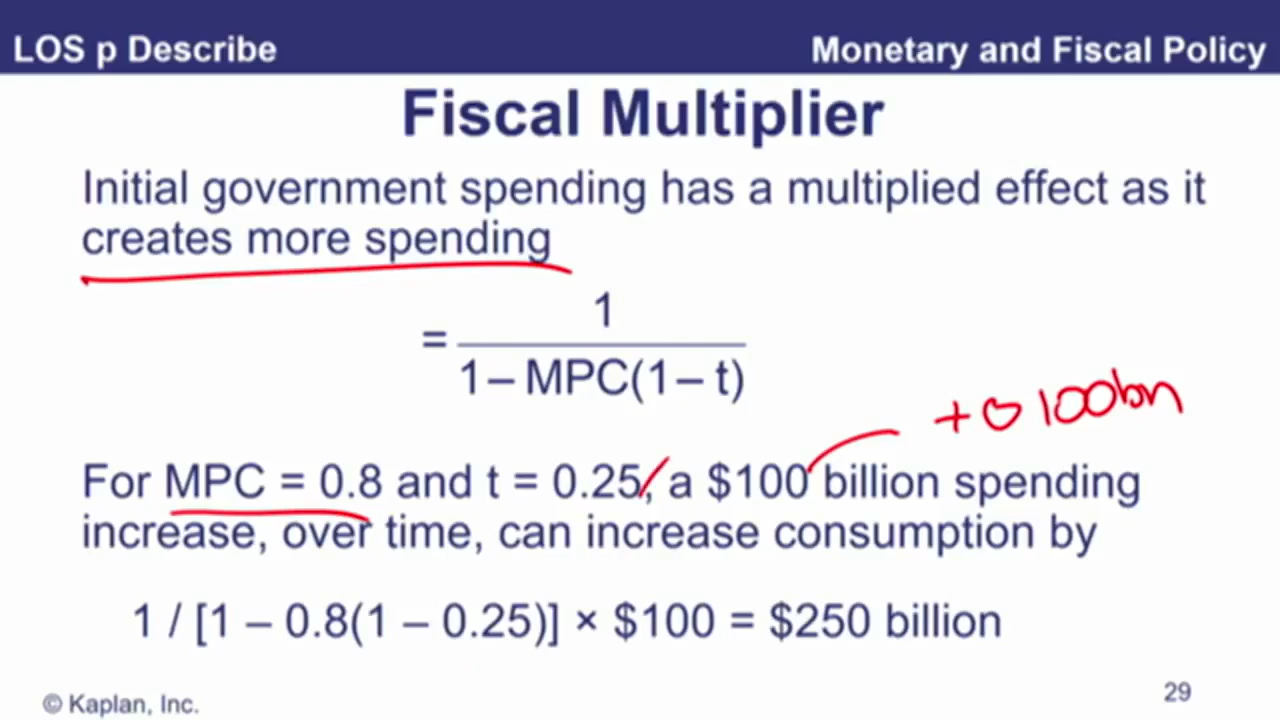 LOS p Describe
Monetary and Fiscal Policy
Fiscal Multiplier
Initial government spending has a multiplied effect as it
creates more spending
= 1
1 – MPC(1 – t)
+ 100bn
For MPC = 0.8 and t = 0.25, a $100 billion spending
increase, over time, can increase consumption by
1 / [1 – 0.8(1 – 0.25)] × $100 = $250 billion
© Kaplan, Inc.
29